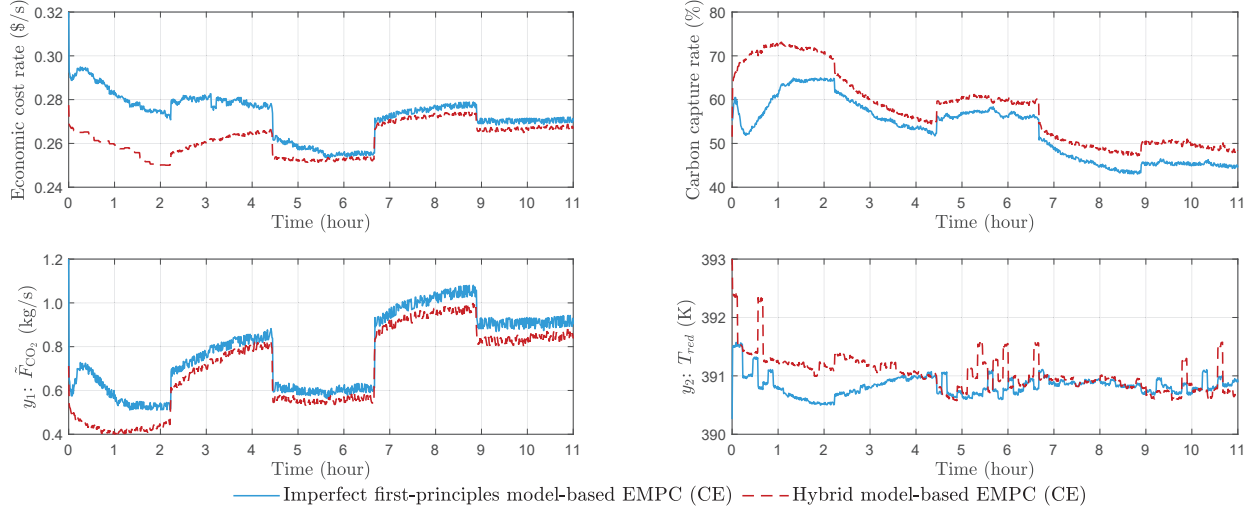 Economic cost rate ($/s)
0.32
0.28
0.26
0.24
0 1 2 3 4 5 6 7 8 9 10 11
Time (hour)
Carbon capture rate (%)
80
70
60
50
40
0 1 2 3 4 5 6 7 8 9 10 11
Time (hour)
y₁: F̃_CO₂ (kg/s)
1.2
1.0
0.8
0.6
0.4
0 1 2 3 4 5 6 7 8 9 10 11
Time (hour)
y₂: T_red (K)
393
392
391
390
0 1 2 3 4 5 6 7 8 9 10 11
Time (hour)
Imperfect first-principles model-based EMPC (CE) Hybrid model-based EMPC (CE)